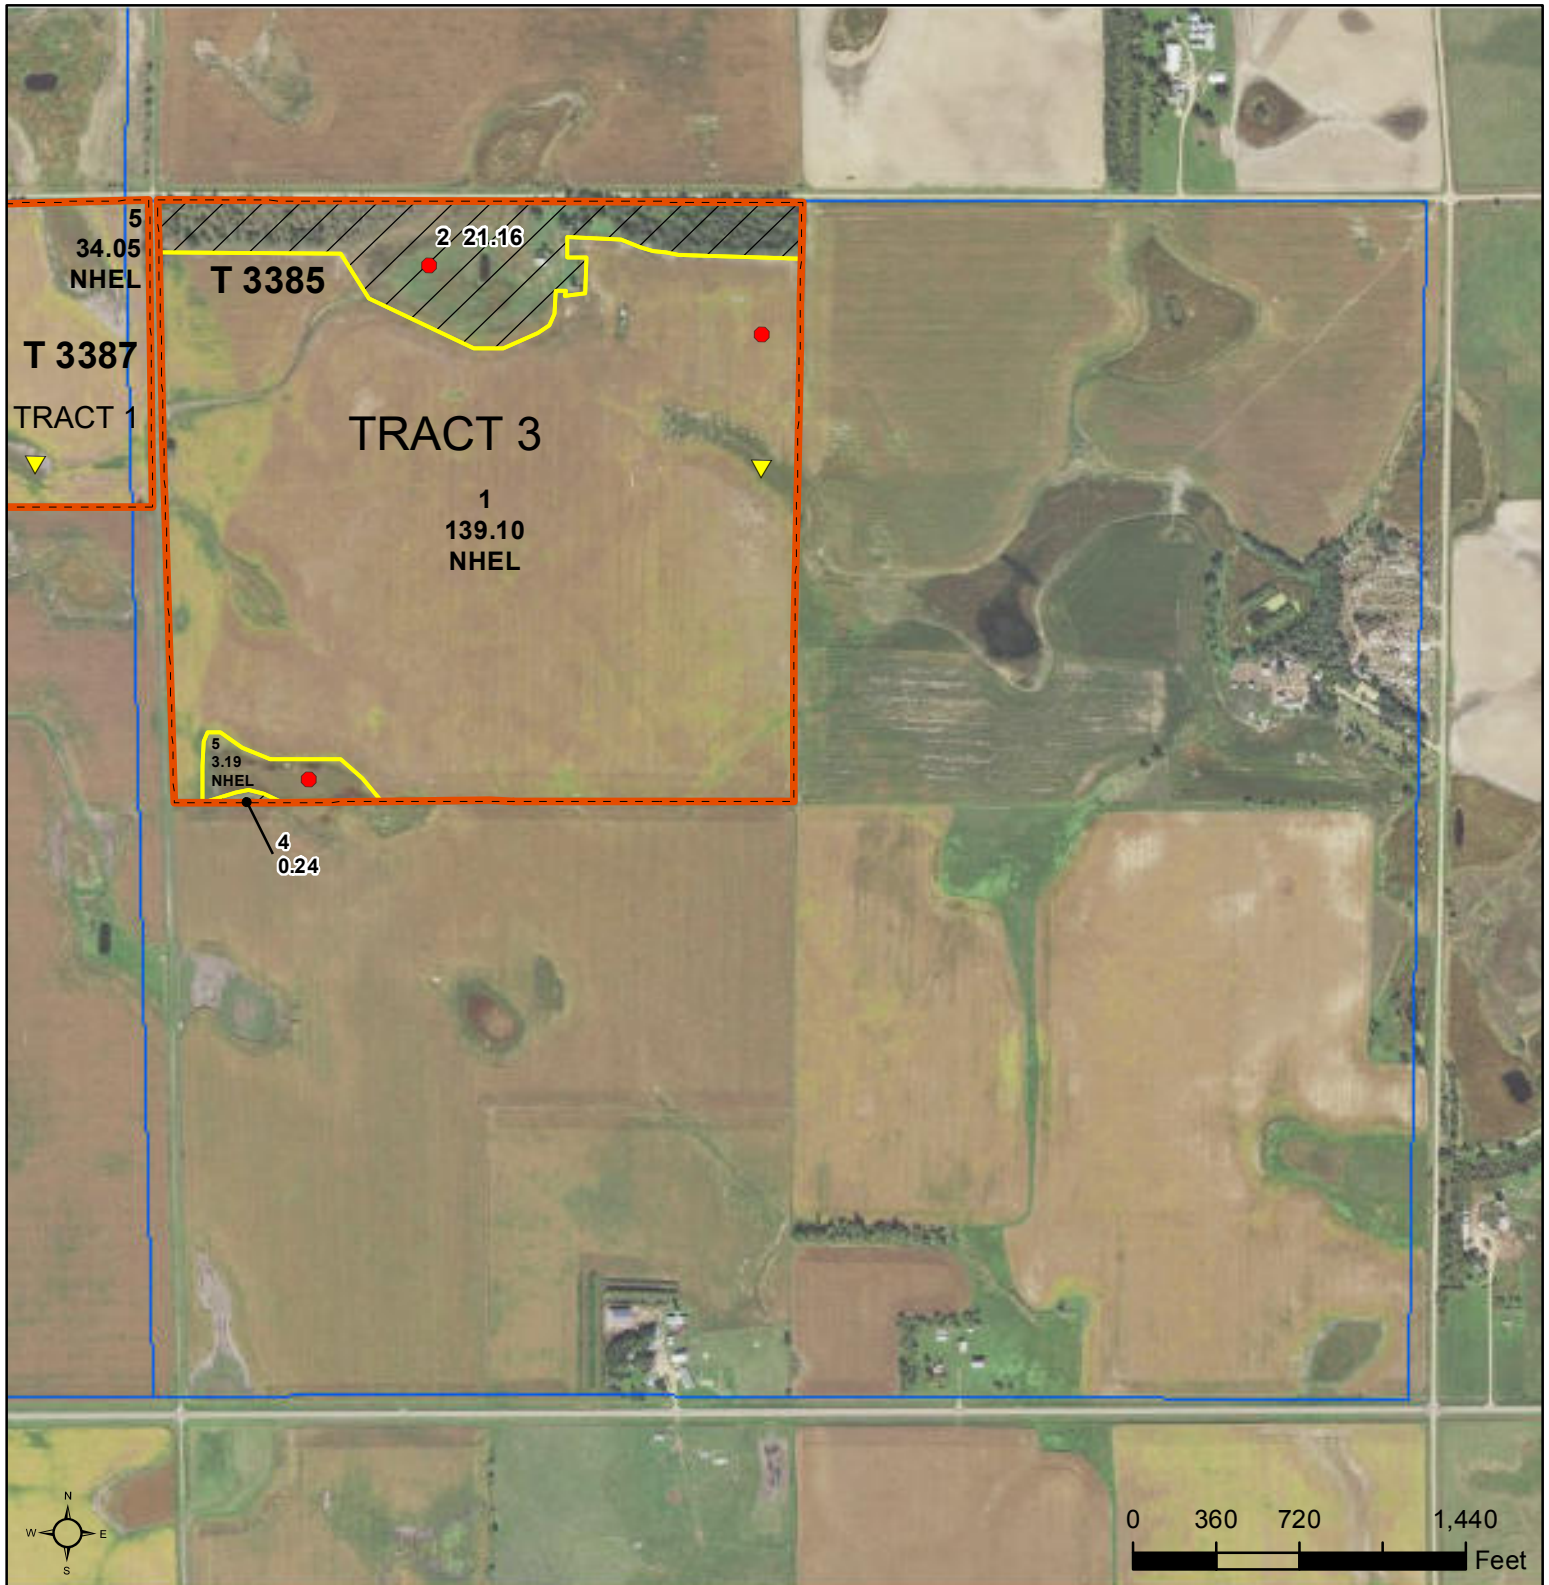 5
34.05
NHEL
2 21.16
T 3385
T 3387
TRACT 1
TRACT 3
1
139.10
NHEL
5
3.19
NHEL
4
0.24
N
W E
S
0 360 720 1,440
Feet